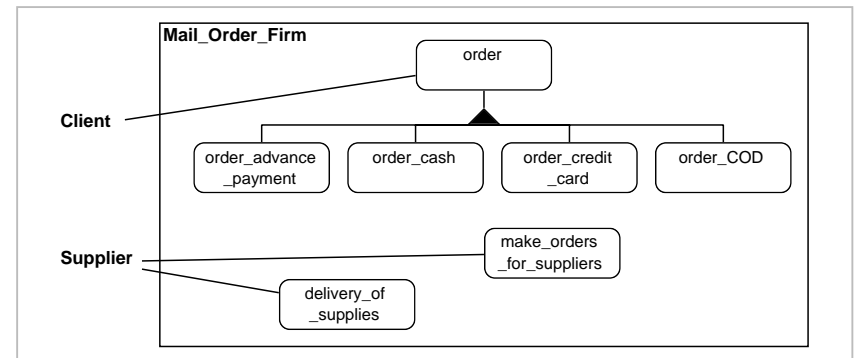 Mail_Order_Firm
order
Client
order_advance
_payment
order_cash
order_credit
_card
order_COD
Supplier
make_orders
_for_suppliers
delivery_of
_supplies